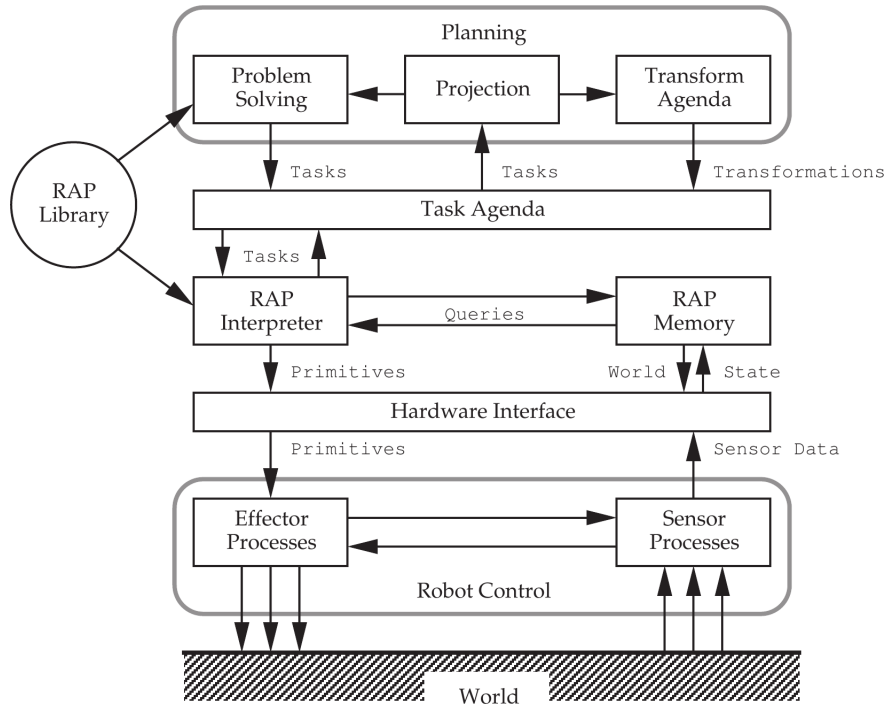 Planning
Problem
Solving
Projection
Transform
Agenda
Tasks
Tasks
Transformations
RAP
Library
Task Agenda
Tasks
RAP
Interpreter
Queries
RAP
Memory
Primitives
World
State
Hardware Interface
Primitives
Sensor Data
Effector
Processes
Sensor
Processes
Robot Control
World